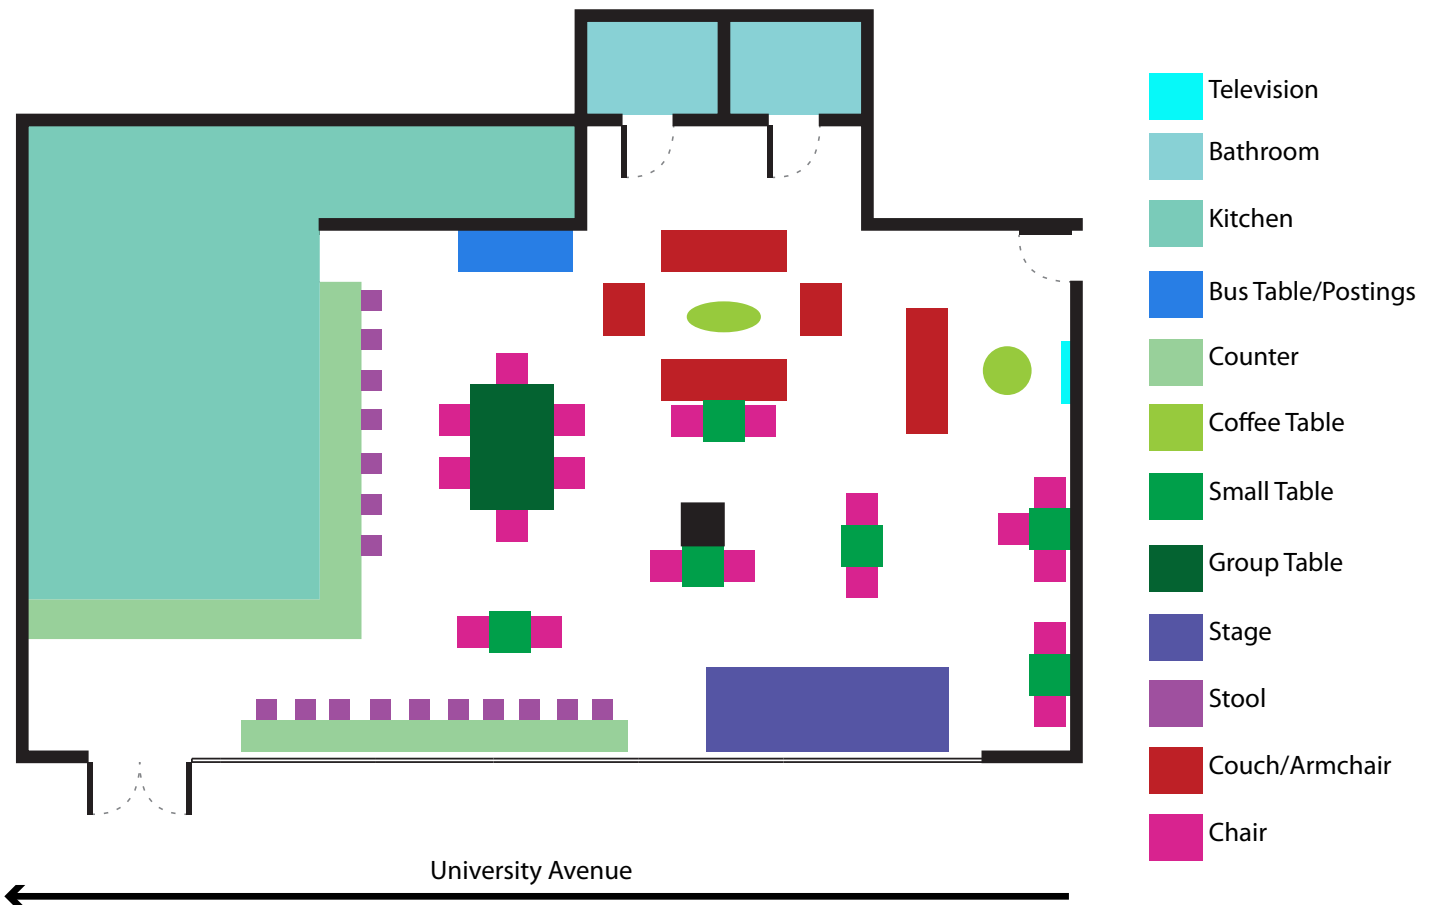 Television
Bathroom
Kitchen
Bus Table/Postings
Counter
Coffee Table
Small Table
Group Table
Stage
Stool
Couch/Armchair
Chair
University Avenue